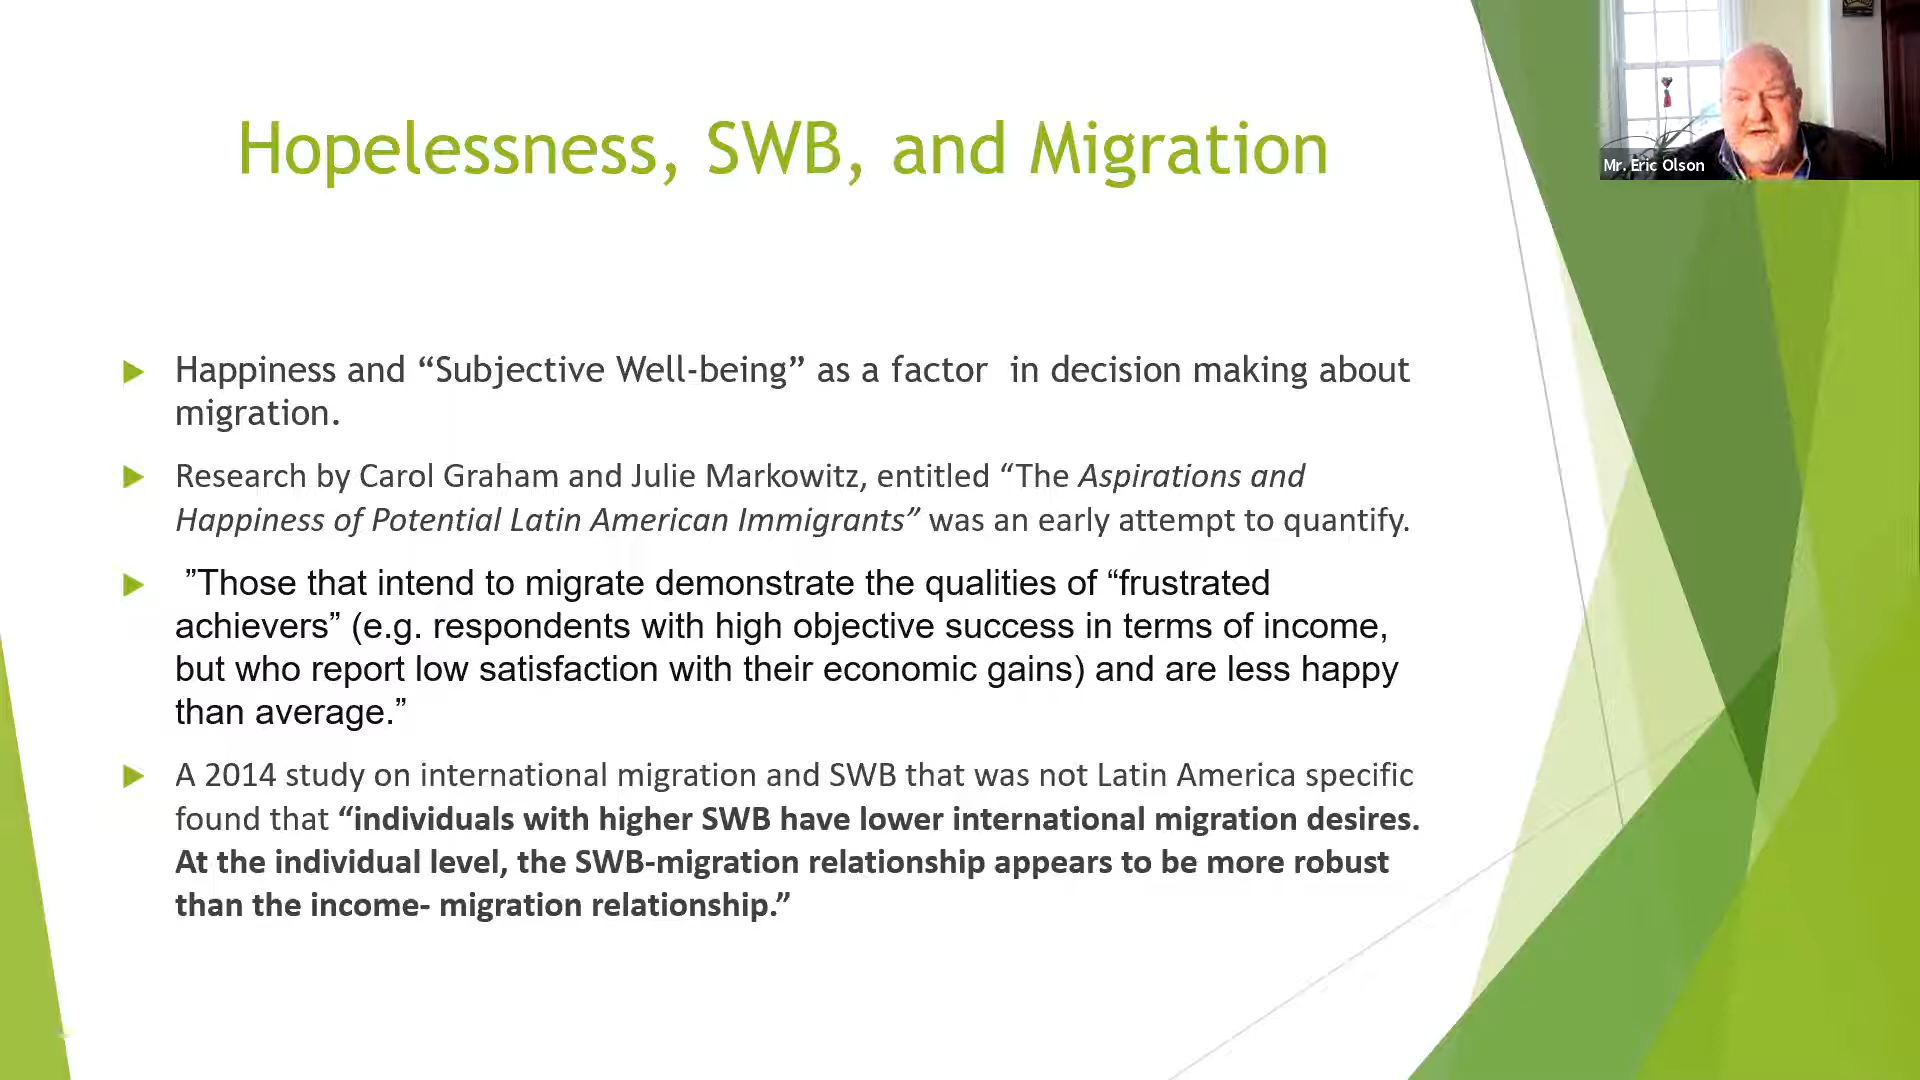 Hopelessness, SWB, and Migration
Mr. Eric Olson
Happiness and “Subjective Well-being” as a factor in decision making about
migration.
Research by Carol Graham and Julie Markowitz, entitled “The Aspirations and
Happiness of Potential Latin American Immigrants” was an early attempt to quantify.
”Those that intend to migrate demonstrate the qualities of “frustrated
achievers” (e.g. respondents with high objective success in terms of income,
but who report low satisfaction with their economic gains) and are less happy
than average.”
A 2014 study on international migration and SWB that was not Latin America specific
found that “individuals with higher SWB have lower international migration desires.
At the individual level, the SWB-migration relationship appears to be more robust
than the income- migration relationship.”